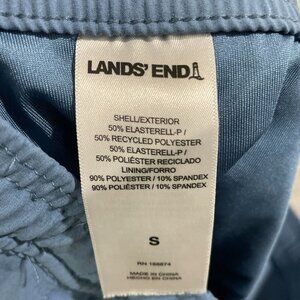 LANDS' END
SHELL/EXTERIOR
50% ELASTERELL-P /
50% RECYCLED POLYESTER
50% ELASTERELL-P /
50% POLIÉSTER RECICLADO
LINING/FORRO
90% POLYESTER / 10% SPANDEX
90% POLIÉSTER / 10% SPANDEX
S
RN
MADE IN CHINA
HECHO EN CHINA